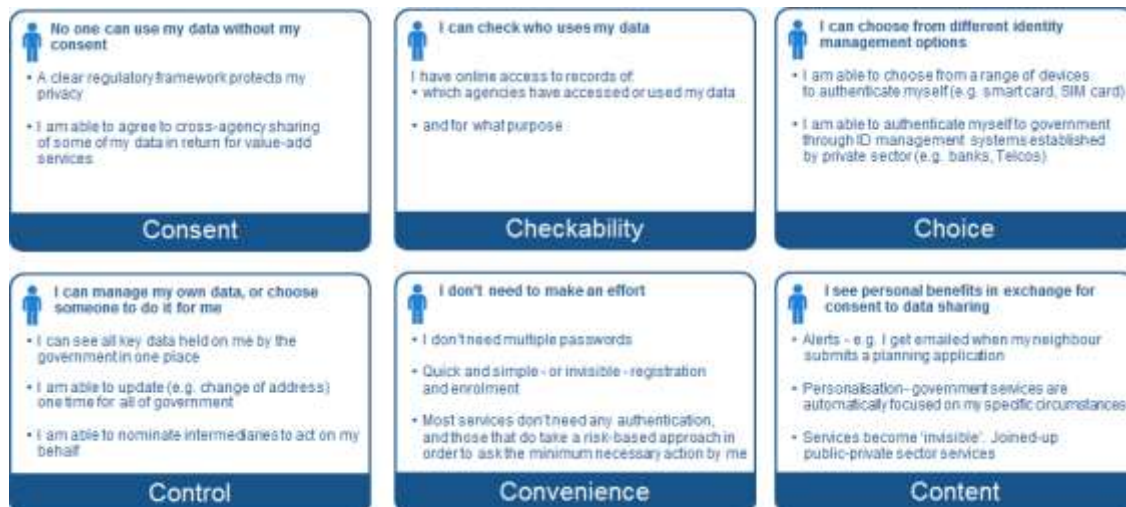 No one can use my data without my
consent
• A clear regulatory framework protects my
privacy
• I am able to agree to cross-agency sharing
of some of my data in return for value-add
services
Consent
I can check who uses my data
I have online access to records of:
• which agencies have accessed or used my data
• and for what purpose
Checkability
I can choose from different identity
management options
• I am able to choose from a range of devices
to authenticate myself (e.g. smart card, SIM card)
• I am able to authenticate myself to government
through ID management systems established
by private sector (e.g. banks, Telcos)
Choice
I can manage my own data, or choose
someone to do it for me
• I can see all key data held on me by the
government in one place
• I am able to update (e.g. change of address)
one time for all of government
• I am able to nominate intermediaries to act on my
behalf
Control
I don't need to make an effort
• I don't need multiple passwords
• Quick and simple - or invisible - registration
and enrolment
• Most services don't need any authentication,
and those that do take a risk-based approach in
order to ask the minimum necessary action by me
Convenience
I see personal benefits in exchange for
consent to data sharing
• Alerts - e.g. I get emailed when my neighbour
submits a planning application
• Personalisation - government services are
automatically focused on my specific circumstances
• Services become 'invisible'. Joined-up
public-private sector services
Content